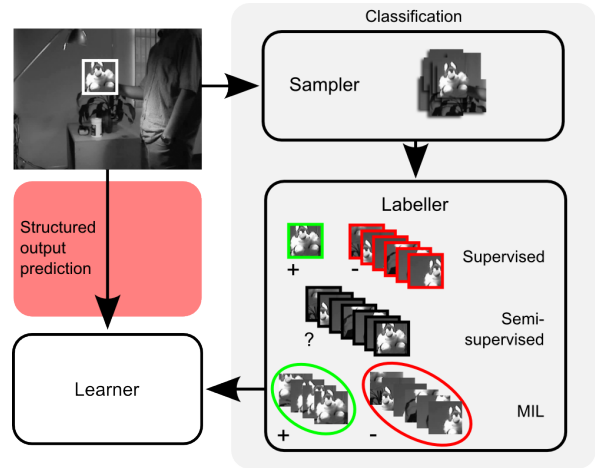 Classification
Sampler
Labeller
+
-
Supervised
?
Semi-
supervised
+
-
MIL
Structured
output
prediction
Learner